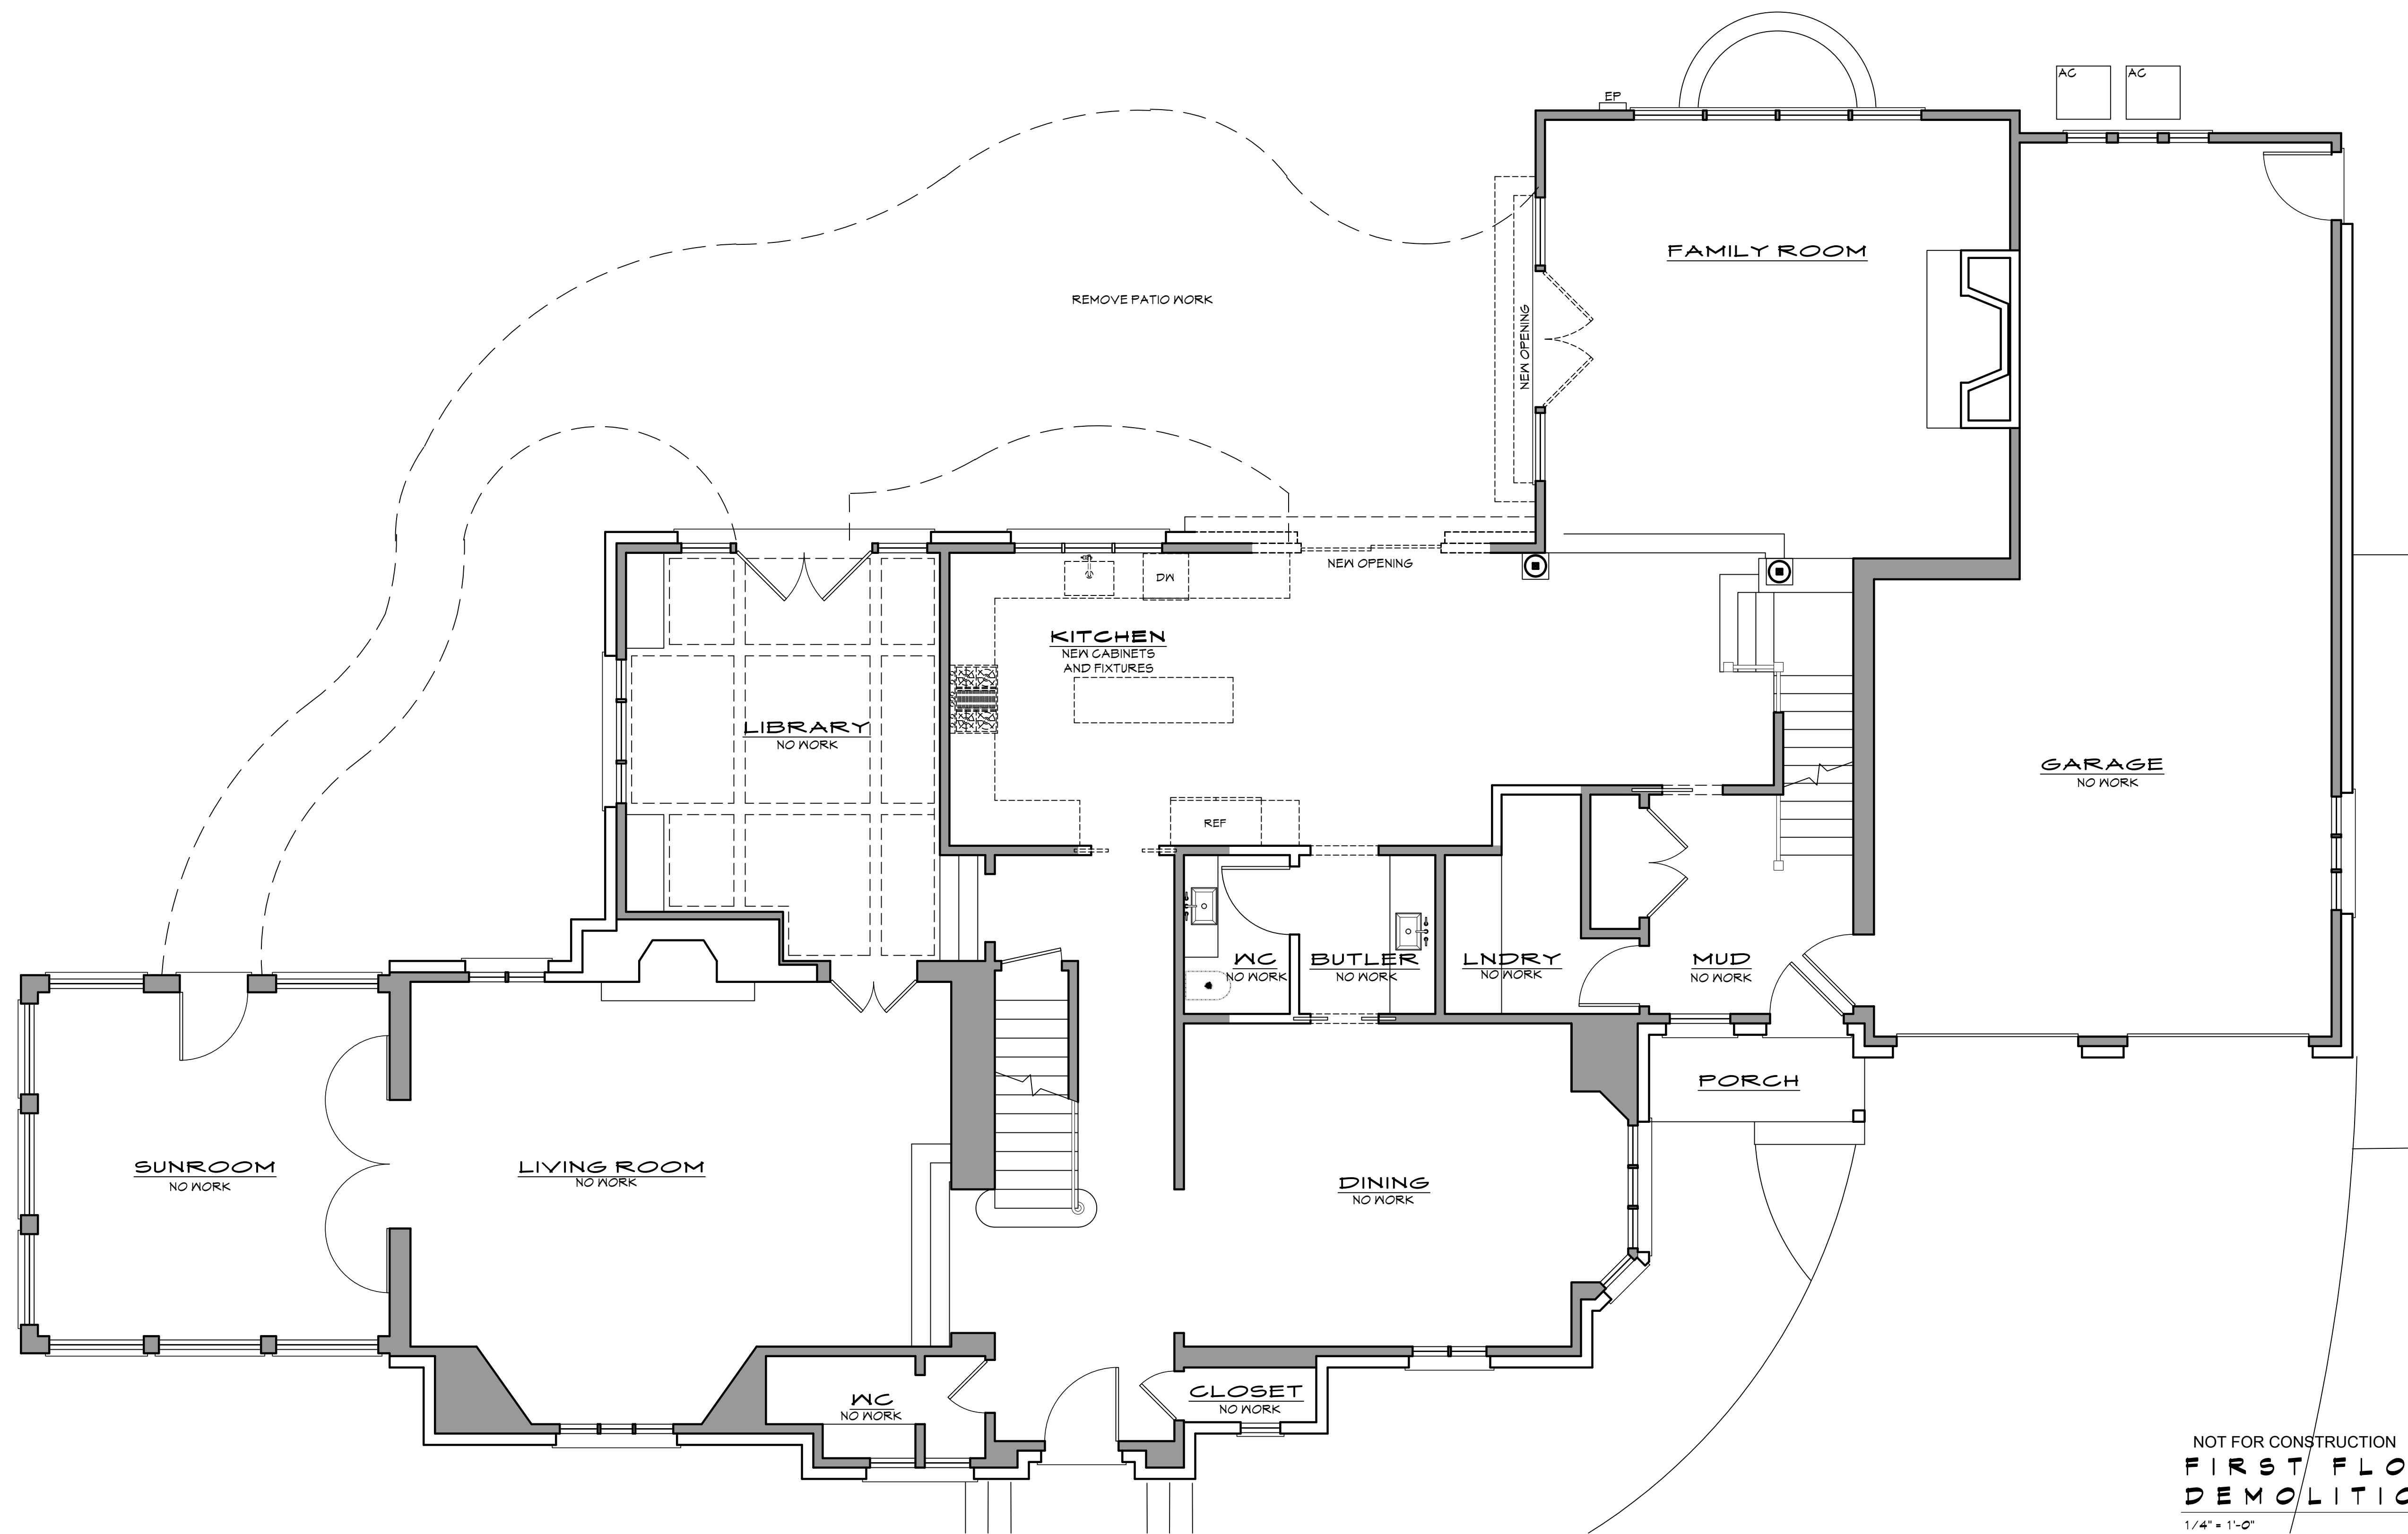 AC
AC
EP
FAMILY ROOM
REMOVE PATIO WORK
NEW OPENING
NEW OPENING
DW
KITCHEN
NEW CABINETS
AND FIXTURES
LIBRARY
NO WORK
GARAGE
NO WORK
REF
WC
NO WORK
BUTLER
NO WORK
LNDRY
NO WORK
MUD
NO WORK
PORCH
SUNROOM
NO WORK
LIVING ROOM
NO WORK
DINING
NO WORK
WC
NO WORK
CLOSET
NO WORK
NOT FOR CONSTRUCTION
FIRST FLO
DEMOLITIO
1/4" = 1'-0"